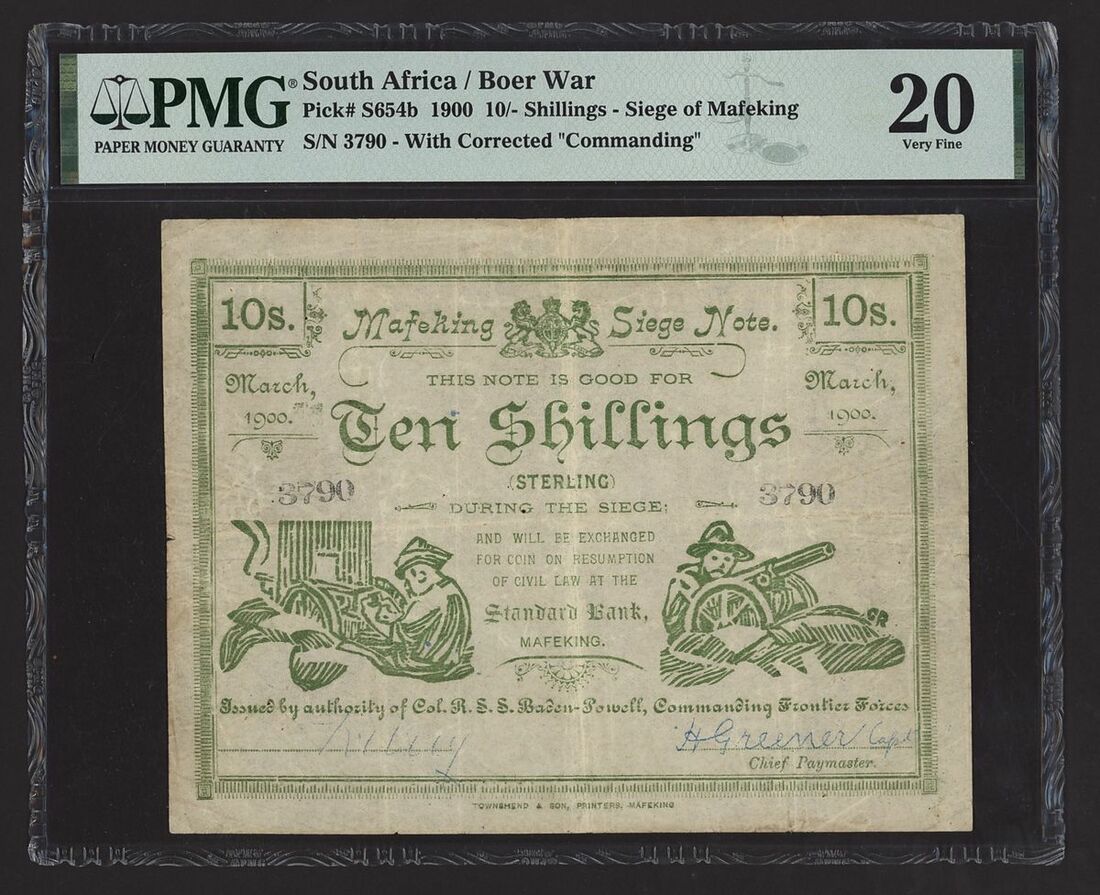 PMG®
PAPER MONEY GUARANTY
South Africa / Boer War
Pick# S654b 1900 10/- Shillings - Siege of Mafeking
S/N 3790 - With Corrected "Commanding"
20
Very Fine
10s. Mafeking Siege Note. 10s.
March, 1900.
THIS NOTE IS GOOD FOR
March, 1900.
Ten Shillings
(STERLING)
3790 3790
DURING THE SIEGE;
AND WILL BE EXCHANGED
FOR COIN ON RESUMPTION
OF CIVIL LAW AT THE
Standard Bank,
MAFEKING.
Issued by authority of Col. R. S. S. Baden-Powell, Commanding Frontier Forces
H Greener Capt
Chief Paymaster.
TOWNSHEND & SON, PRINTERS, MAFEKING